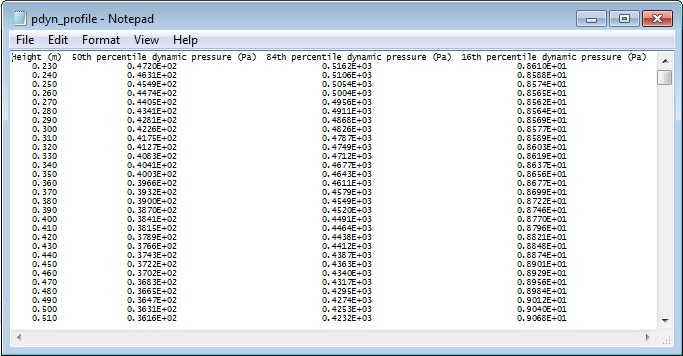 pdyn_profile - Notepad
File Edit Format View Help
Height (m) 50th percentile dynamic pressure (Pa) 84th percentile dynamic pressure (Pa) 16th percentile dynamic pressure (Pa)
0.230 0.4720E+02 0.5162E+03 0.8610E+01
0.240 0.4631E+02 0.5106E+03 0.8588E+01
0.250 0.4549E+02 0.5054E+03 0.8574E+01
0.260 0.4474E+02 0.5004E+03 0.8565E+01
0.270 0.4405E+02 0.4956E+03 0.8562E+01
0.280 0.4341E+02 0.4911E+03 0.8564E+01
0.290 0.4281E+02 0.4868E+03 0.8569E+01
0.300 0.4226E+02 0.4826E+03 0.8577E+01
0.310 0.4175E+02 0.4787E+03 0.8589E+01
0.320 0.4127E+02 0.4749E+03 0.8603E+01
0.330 0.4083E+02 0.4712E+03 0.8619E+01
0.340 0.4041E+02 0.4677E+03 0.8637E+01
0.350 0.4003E+02 0.4643E+03 0.8656E+01
0.360 0.3966E+02 0.4611E+03 0.8677E+01
0.370 0.3932E+02 0.4579E+03 0.8699E+01
0.380 0.3900E+02 0.4549E+03 0.8722E+01
0.390 0.3870E+02 0.4520E+03 0.8746E+01
0.400 0.3841E+02 0.4491E+03 0.8770E+01
0.410 0.3815E+02 0.4464E+03 0.8796E+01
0.420 0.3789E+02 0.4438E+03 0.8821E+01
0.430 0.3766E+02 0.4412E+03 0.8848E+01
0.440 0.3743E+02 0.4387E+03 0.8874E+01
0.450 0.3722E+02 0.4363E+03 0.8901E+01
0.460 0.3702E+02 0.4340E+03 0.8929E+01
0.470 0.3683E+02 0.4317E+03 0.8956E+01
0.480 0.3665E+02 0.4295E+03 0.8984E+01
0.490 0.3647E+02 0.4274E+03 0.9012E+01
0.500 0.3631E+02 0.4253E+03 0.9040E+01
0.510 0.3616E+02 0.4232E+03 0.9068E+01